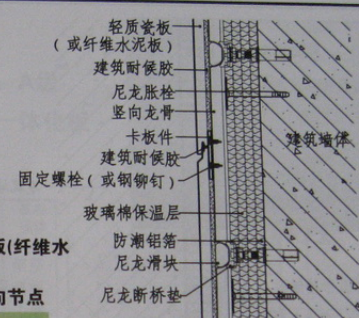 轻质瓷板
(或纤维水泥板)
建筑耐侯胶
尼龙胀栓
竖向龙骨
卡板件
建筑耐侯胶
固定螺栓(或钢铆钉)
建筑墙体
玻璃棉保温层
板(纤维水
防潮铝箔
尼龙滑块
向节点
尼龙断桥垫